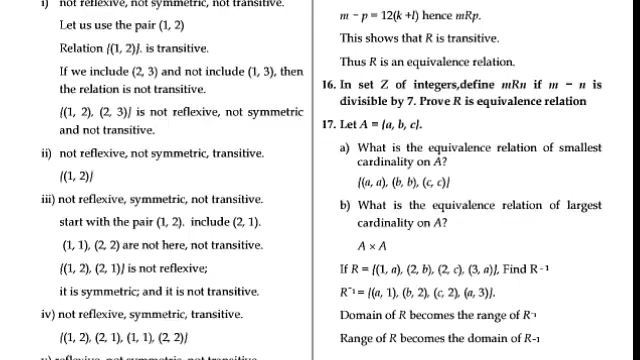 i) not reflexive, not symmetric, not transitive.
Let us use the pair (1, 2)
Relation {(1, 2)}. is transitive.
If we include (2, 3) and not include (1, 3), then
the relation is not transitive.
{(1, 2), (2, 3)} is not reflexive, not symmetric
and not transitive.
ii) not reflexive, not symmetric, transitive.
{(1, 2)}
iii) not reflexive, symmetric, not transitive.
start with the pair (1, 2). include (2, 1).
(1, 1), (2, 2) are not here, not transitive.
{(1, 2), (2, 1)} is not reflexive;
it is symmetric; and it is not transitive.
iv) not reflexive, symmetric, transitive.
{(1, 2), (2, 1), (1, 1), (2, 2)}
v) reflexive, not symmetric, not transitive
m − p = 12(k +l) hence mRp.
This shows that R is transitive.
Thus R is an equivalence relation.
16. In set Z of integers,define mRn if m − n is
divisible by 7. Prove R is equivalence relation
17. Let A = {a, b, c}.
a) What is the equivalence relation of smallest
cardinality on A?
{(a, a), (b, b), (c, c)}
b) What is the equivalence relation of largest
cardinality on A?
A × A
If R = {(1, a), (2, b), (2, c), (3, a)}, Find R⁻¹
R⁻¹ = {(a, 1), (b, 2), (c, 2), (a, 3)}.
Domain of R becomes the range of R⁻¹
Range of R becomes the domain of R-1